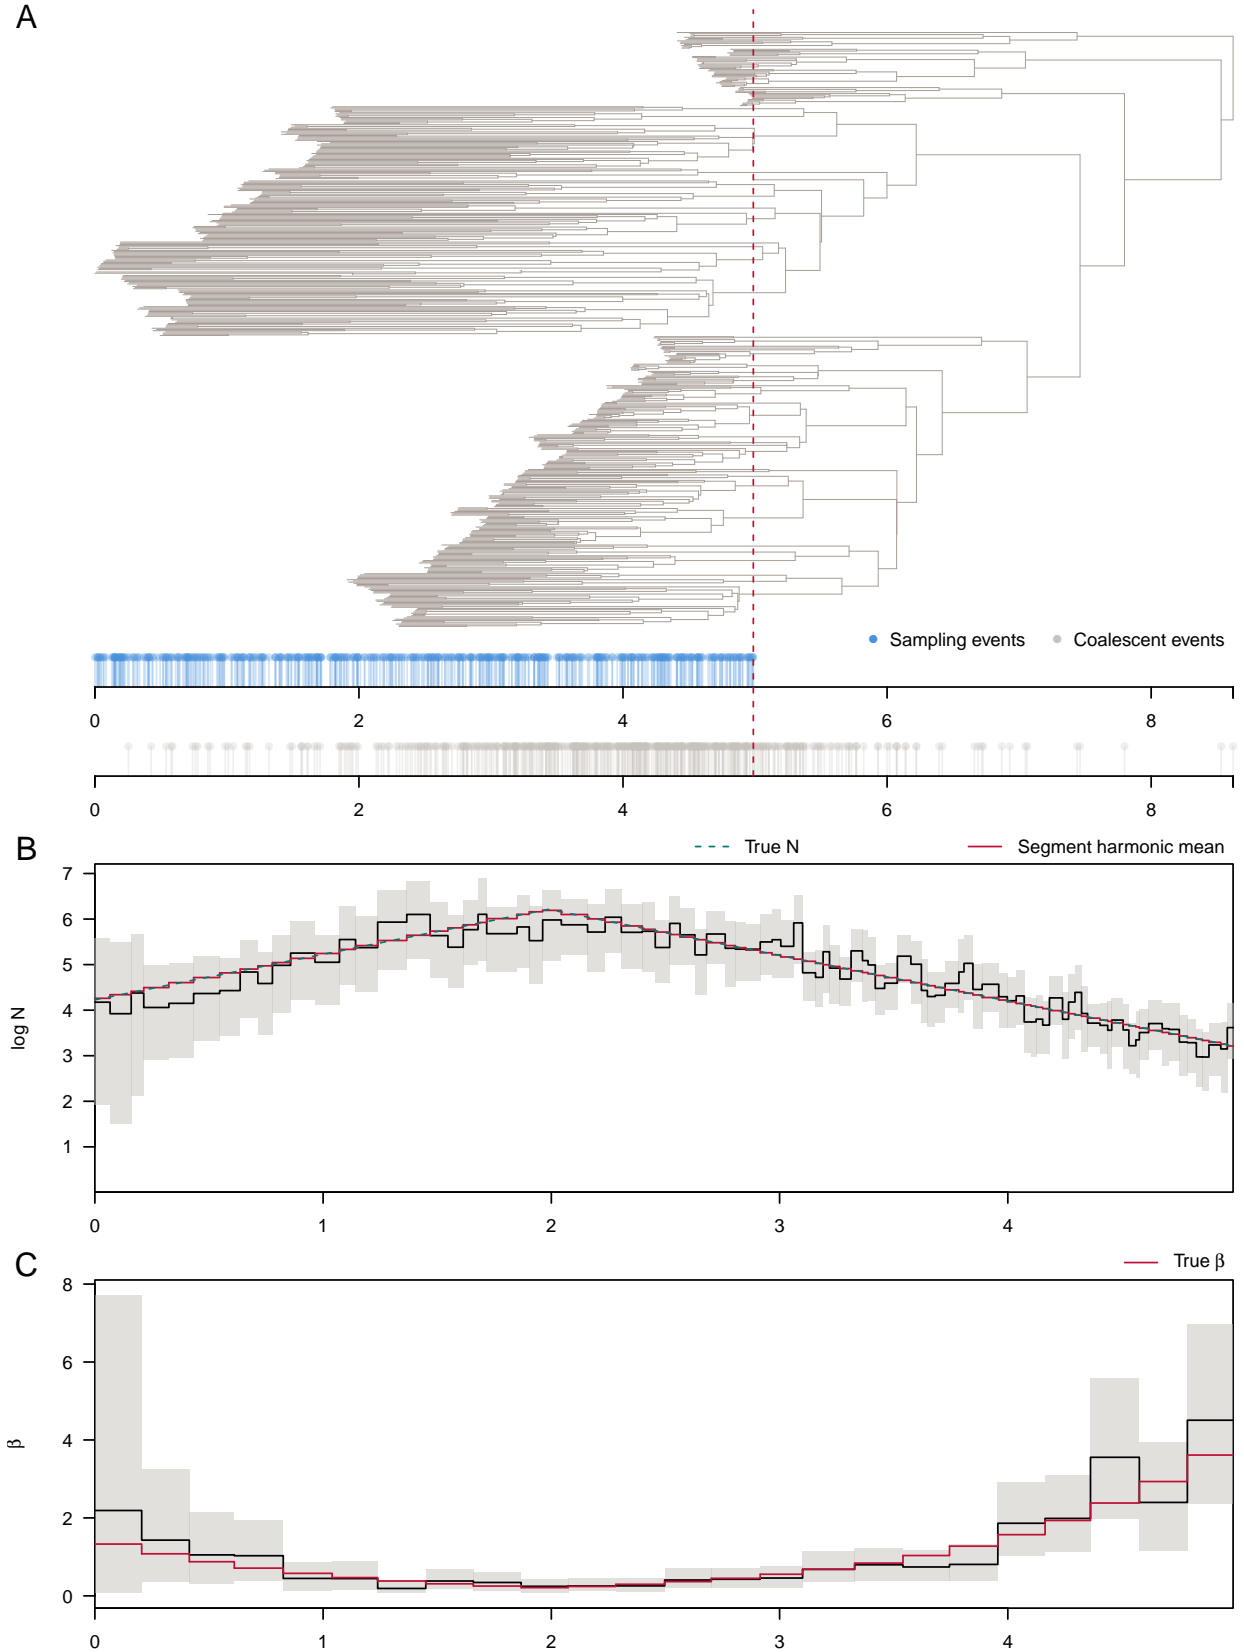 A
Sampling events Coalescent events
0 2 4 6 8
0 2 4 6 8
B
True N Segment harmonic mean
7
6
5
4
3
2
1
log N
0 1 2 3 4
C
True β
8
6
4
2
0
β
0 1 2 3 4